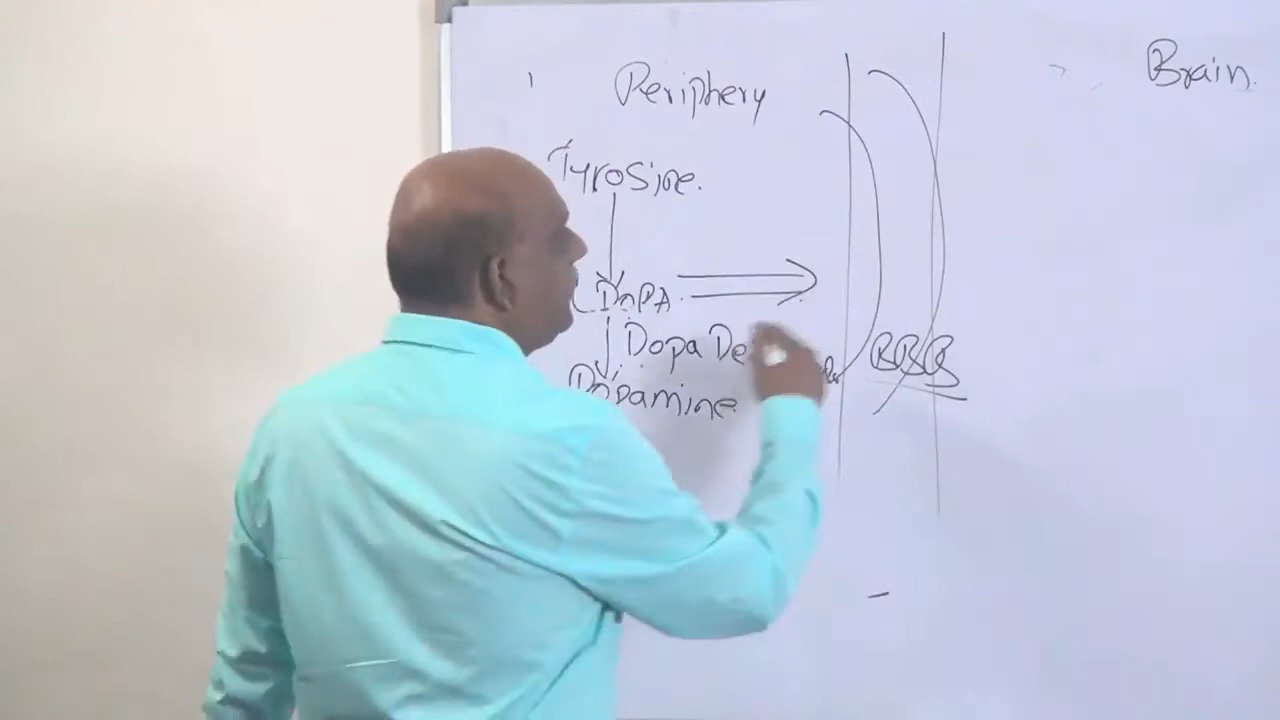 Periphery
Brain.
Tyrosine.
L DOPA
Dopa De
BBB
Dopamine